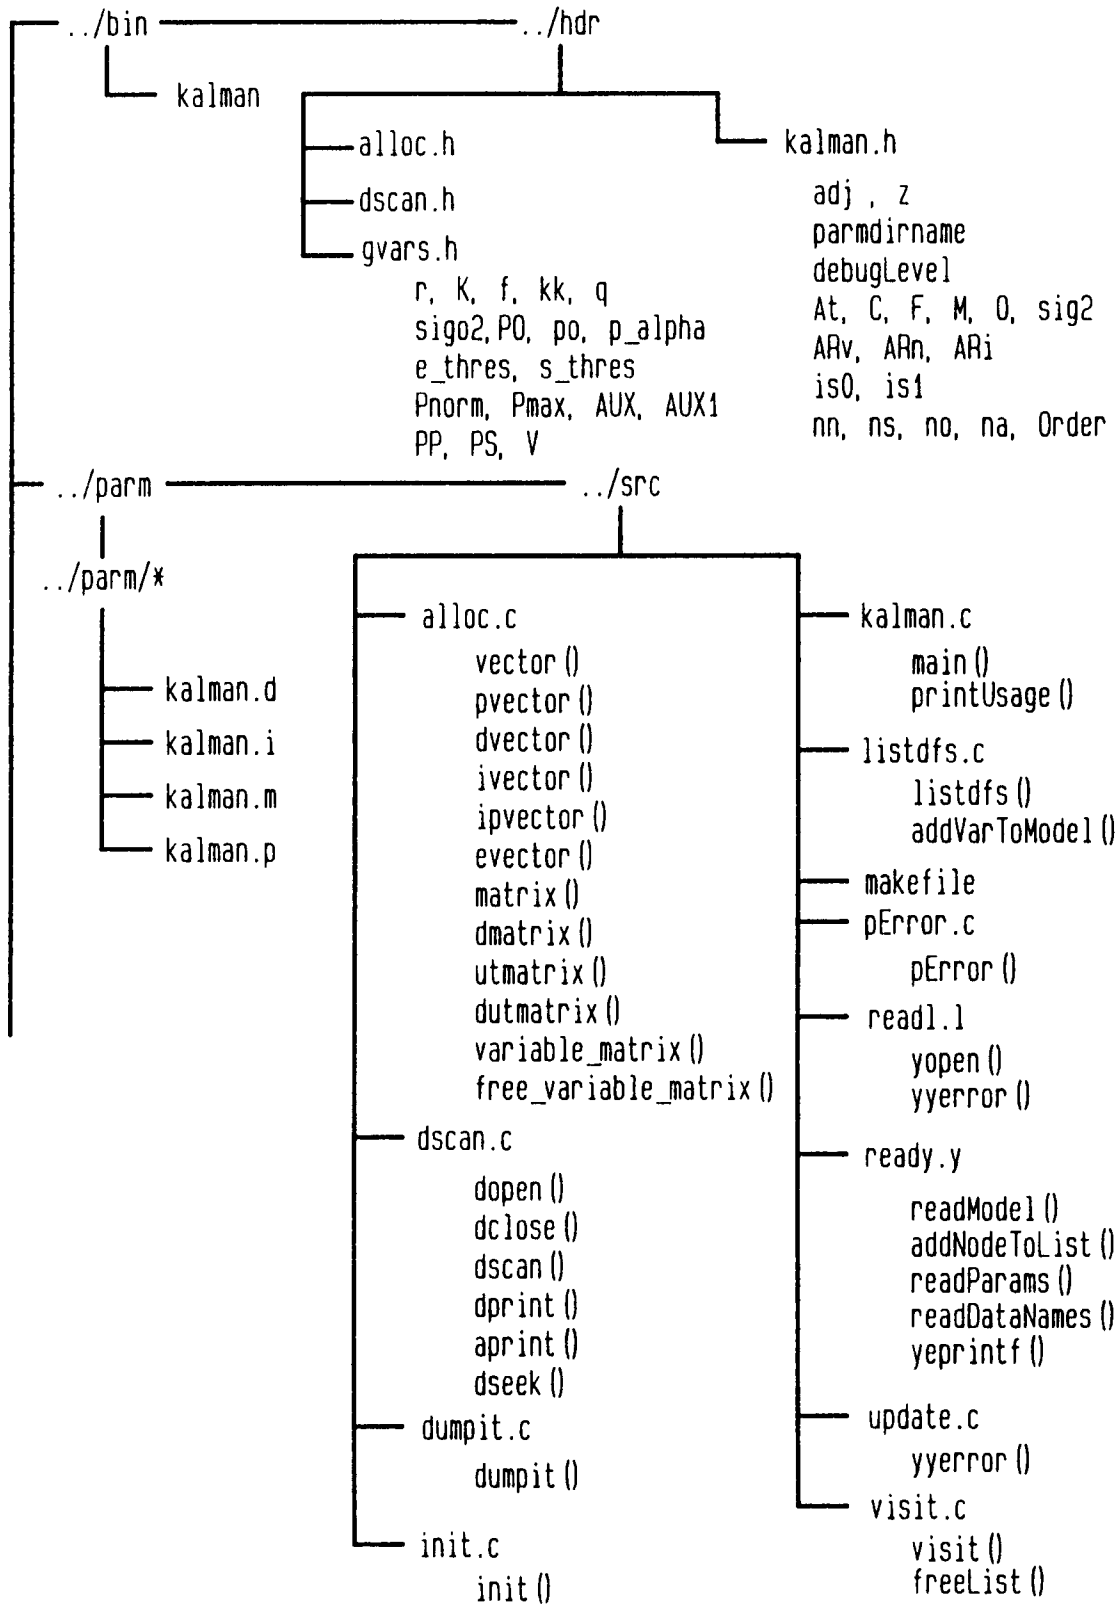 ../bin
../hdr
kalman
alloc.h
dscan.h
gvars.h
r, K, f, kk, q
sigo2, PO, po, p_alpha
e_thres, s_thres
Pnorm, Pmax, AUX, AUX1
PP, PS, V
kalman.h
adj , z
parmdirname
debugLevel
At, C, F, M, O, sig2
ARv, ARn, ARi
is0, is1
nn, ns, no, na, Order
../parm
../src
../parm/*
kalman.d
kalman.i
kalman.m
kalman.p
alloc.c
vector()
pvector()
dvector()
ivector()
ipvector()
evector()
matrix()
dmatrix()
utmatrix()
dutmatrix()
variable_matrix()
free_variable_matrix()
dscan.c
dopen()
dclose()
dscan()
dprint()
aprint()
dseek()
dumpit.c
dumpit()
init.c
init()
kalman.c
main()
printUsage()
listdfs.c
listdfs()
addVarToModel()
makefile
pError.c
pError()
readl.l
yopen()
yyerror()
ready.y
readModel()
addNodeToList()
readParams()
readDataNames()
yeprintf()
update.c
yyerror()
visit.c
visit()
freeList()